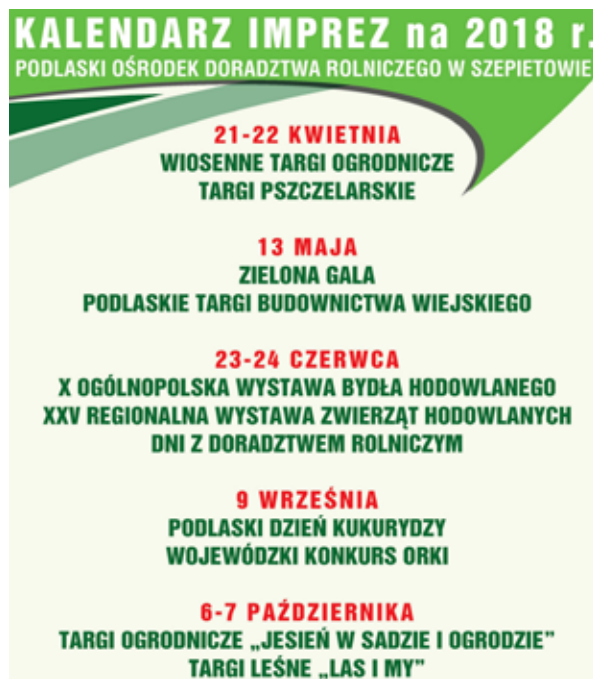 KALENDARZ IMPREZ na 2018 r.
PODLASKI OŚRODEK DORADZTWA ROLNICZEGO W SZEPIETOWIE
21-22 KWIETNIA
WIOSENNE TARGI OGRODNICZE
TARGI PSZCZELARSKIE
13 MAJA
ZIELONA GALA
PODLASKIE TARGI BUDOWNICTWA WIEJSKIEGO
23-24 CZERWCA
X OGÓLNOPOLSKA WYSTAWA BYDŁA HODOWLANEGO
XXV REGIONALNA WYSTAWA ZWIERZĄT HODOWLANYCH
DNI Z DORADZTWEM ROLNICZYM
9 WRZEŚNIA
PODLASKI DZIEŃ KUKURYDZY
WOJEWÓDZKI KONKURS ORKI
6-7 PAŹDZIERNIKA
TARGI OGRODNICZE „JESIEŃ W SADZIE I OGRODZIE”
TARGI LEŚNE „LAS I MY”